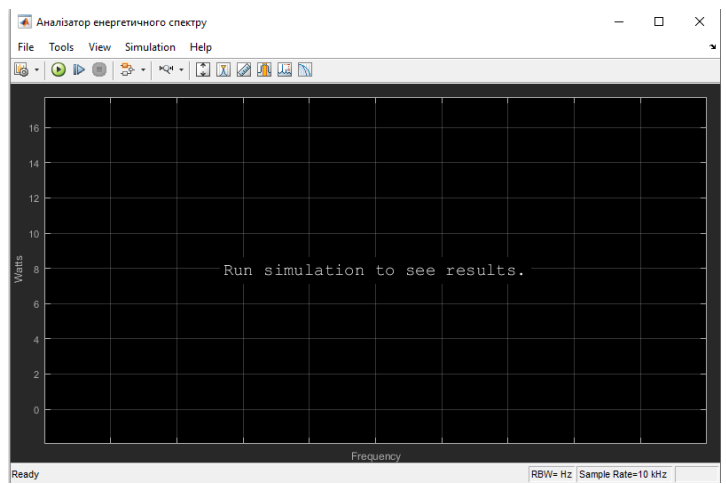 Аналізатор енергетичного спектру
File Tools View Simulation Help
16
14
12
10
8
6
4
2
0
Watts
Run simulation to see results.
Frequency
Ready RBW= Hz Sample Rate=10 kHz